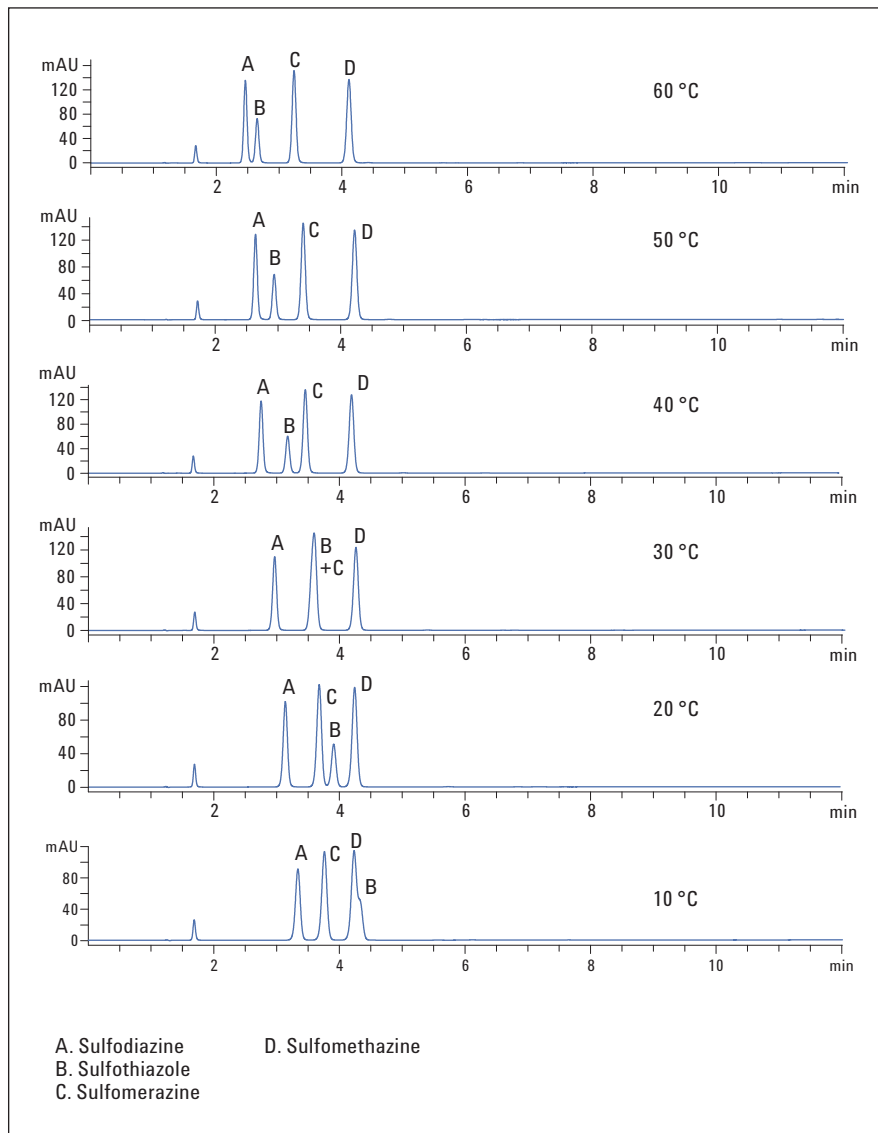 mAU
A
B
C
D
60 °C
120
80
40
0
2
4
6
8
10
min
mAU
A
B
C
D
50 °C
120
80
40
0
2
4
6
8
10
min
mAU
A
B
C
D
40 °C
120
80
40
0
2
4
6
8
10
min
mAU
A
B
+C
D
30 °C
120
80
40
0
2
4
6
8
10
min
mAU
A
C
B
D
20 °C
80
40
0
2
4
6
8
10
min
mAU
A
C
D
B
10 °C
80
40
0
2
4
6
8
10
min
A. Sulfodiazine
B. Sulfothiazole
C. Sulfomerazine
D. Sulfomethazine